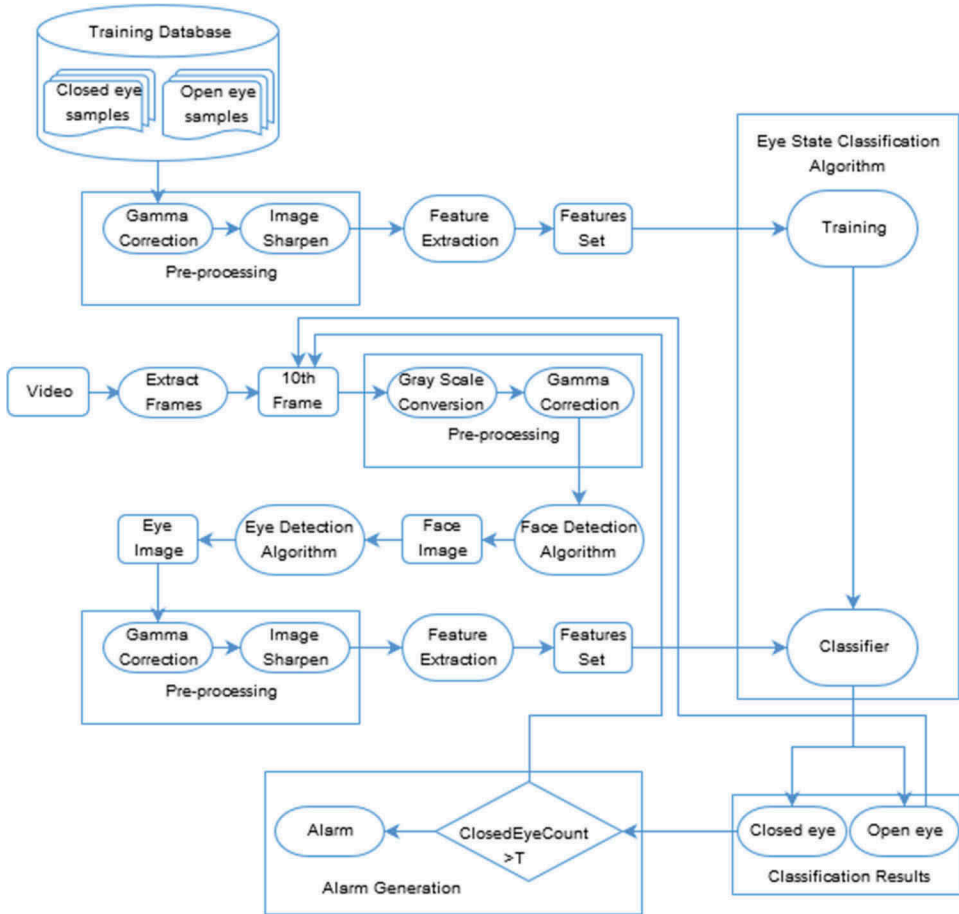 Training Database
Closed eye
samples
Open eye
samples
Eye State Classification
Algorithm
Gamma
Correction
Image
Sharpen
Pre-processing
Feature
Extraction
Features
Set
Training
Video
Extract
Frames
10th
Frame
Gray Scale
Conversion
Gamma
Correction
Pre-processing
Eye
Image
Eye Detection
Algorithm
Face
Image
Face Detection
Algorithm
Gamma
Correction
Image
Sharpen
Pre-processing
Feature
Extraction
Features
Set
Classifier
Alarm
ClosedEyeCount
>T
Alarm Generation
Closed eye
Open eye
Classification Results